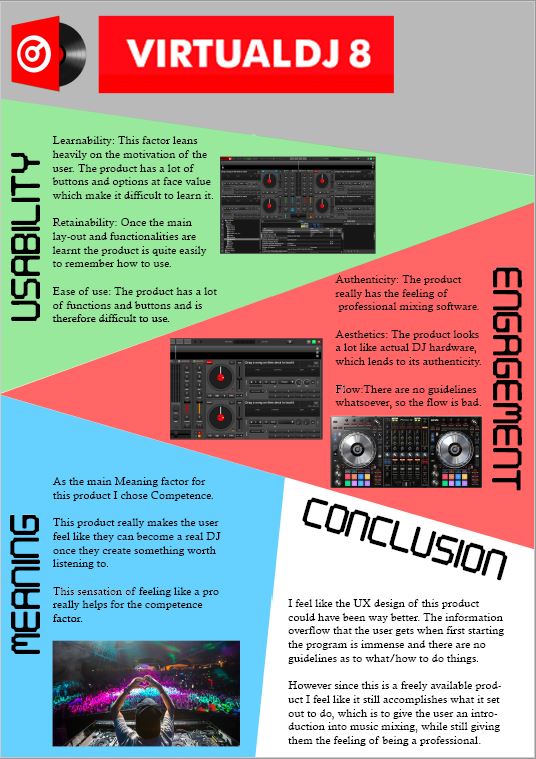 VIRTUALDJ 8
USABILITY
Learnability: This factor leans
heavily on the motivation of the
user. The product has a lot of
buttons and options at face value
which make it difficult to learn it.
Retainability: Once the main
lay-out and functionalities are
learnt the product is quite easily
to remember how to use.
Ease of use: The product has a lot
of functions and buttons and is
therefore difficult to use.
ENGAGEMENT
Authenticity: The product
really has the feeling of
professional mixing software.
Aesthetics: The product looks
a lot like actual DJ hardware,
which lends to its authenticity.
Flow:There are no guidelines
whatsoever, so the flow is bad.
MEANING
As the main Meaning factor for
this product I chose Competence.
This product really makes the user
feel like they can become a real DJ
once they create something worth
listening to.
This sensation of feeling like a pro
really helps for the competence
factor.
CONCLUSION
I feel like the UX design of this product
could have been way better. The information
overflow that the user gets when first starting
the program is immense and there are no
guidelines as to what/how to do things.
However since this is a freely available prod-
uct I feel like it still accomplishes what it set
out to do, which is to give the user an intro-
duction into music mixing, while still giving
them the feeling of being a professional.